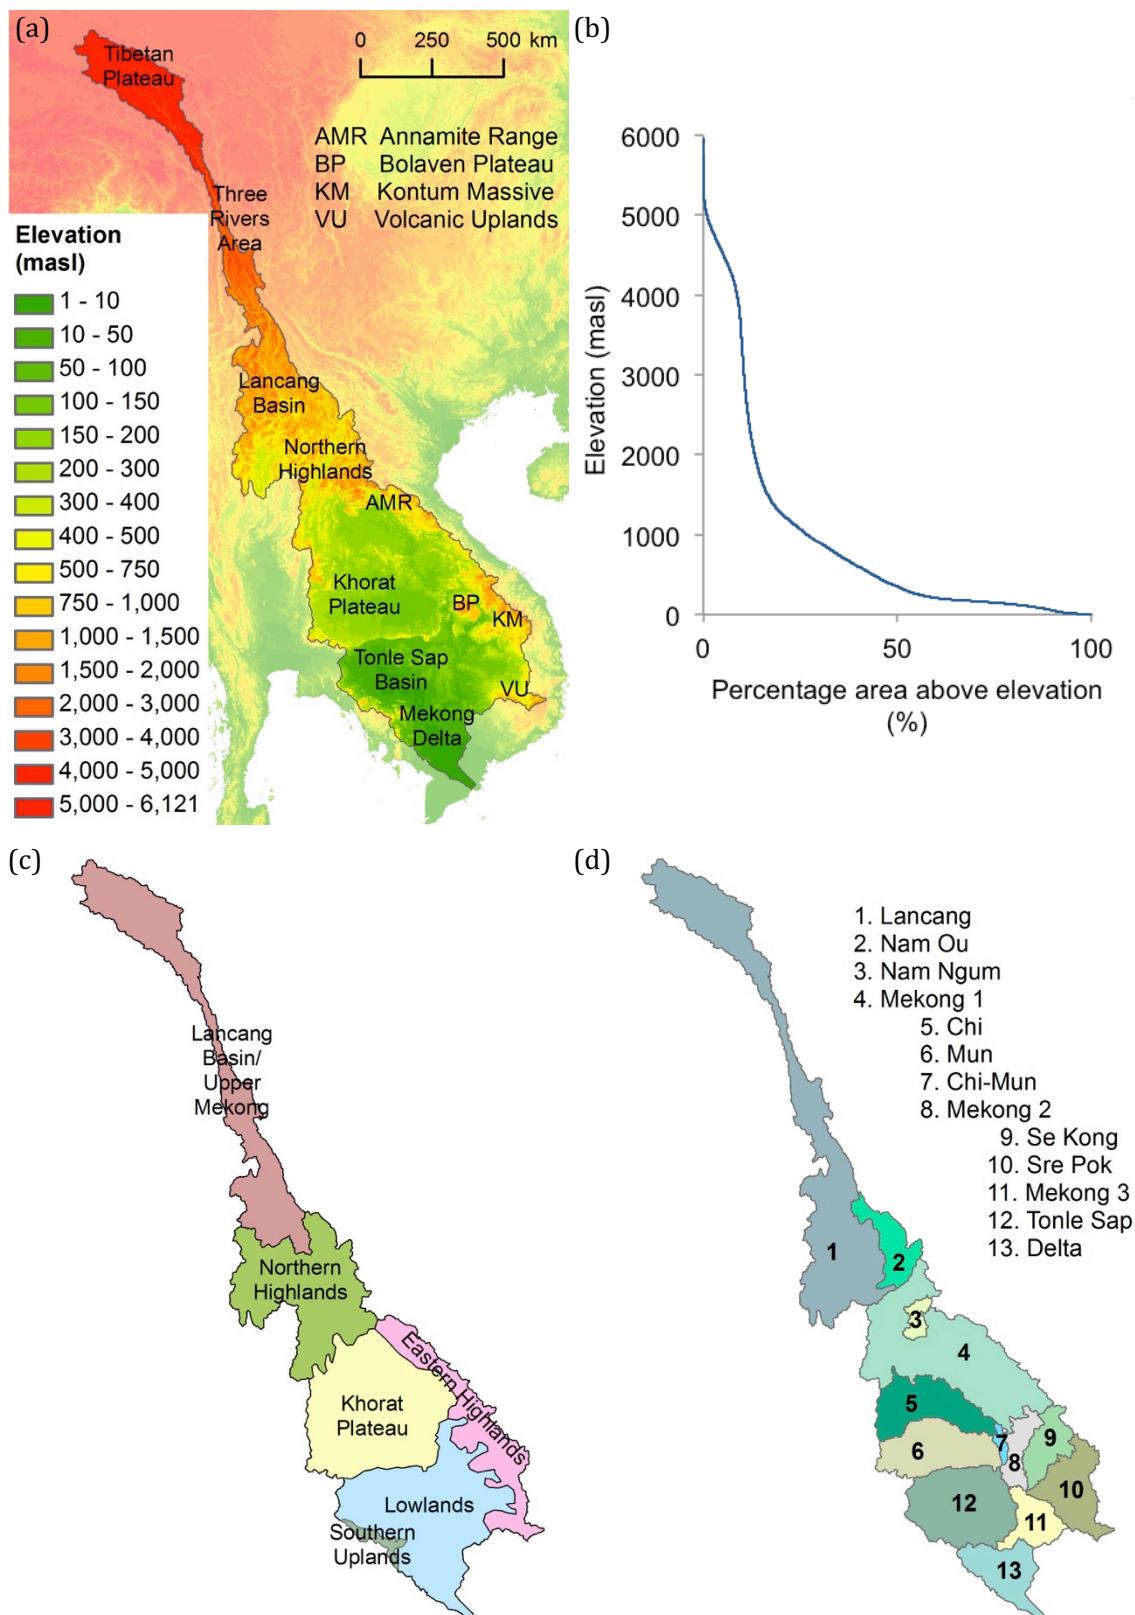 (a)
Tibetan
Plateau
0 250 500 km
AMR Annamite Range
BP Bolaven Plateau
KM Kontum Massive
VU Volcanic Uplands
Three
Rivers
Area
Elevation
(masl)
1 - 10
10 - 50
50 - 100
100 - 150
150 - 200
200 - 300
300 - 400
400 - 500
500 - 750
750 - 1,000
1,000 - 1,500
1,500 - 2,000
2,000 - 3,000
3,000 - 4,000
4,000 - 5,000
5,000 - 6,121
Lancang
Basin
Northern
Highlands
AMR
Khorat
Plateau
BP
KM
Tonle Sap
Basin
VU
Mekong
Delta
(b)
Elevation (masl)
6000
5000
4000
3000
2000
1000
0
0 50 100
Percentage area above elevation
(%)
(c)
Lancang
Basin/
Upper
Mekong
Northern
Highlands
Eastern Highlands
Khorat
Plateau
Lowlands
Southern
Uplands
(d)
1. Lancang
2. Nam Ou
3. Nam Ngum
4. Mekong 1
5. Chi
6. Mun
7. Chi-Mun
8. Mekong 2
9. Se Kong
10. Sre Pok
11. Mekong 3
12. Tonle Sap
13. Delta
1
2
3
4
5
6
7
8
9
10
11
12
13